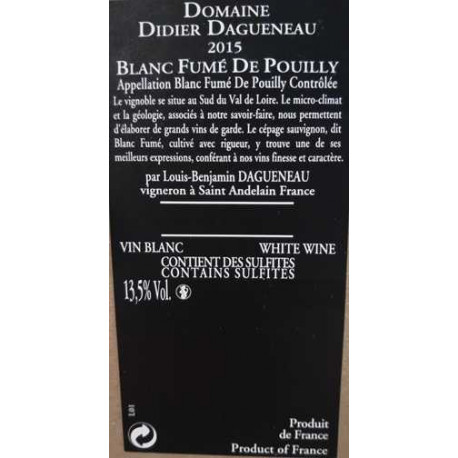 DOMAINE
DIDIER DAGUENEAU
2015
BLANC FUMÉ DE POUILLY
Appellation Blanc Fumé De Pouilly Contrôlée
Le vignoble se situe au Sud du Val de Loire. Le micro-climat
et la géologie, associés à notre savoir-faire, nous permettent
d'élaborer de grands vins de garde. Le cépage sauvignon, dit
Blanc Fumé, cultivé avec rigueur, y trouve une de ses
meilleurs expressions, conférant à nos vins finesse et caractère.
par Louis-Benjamin DAGUENEAU
vigneron à Saint Andelain France
VIN BLANC WHITE WINE
CONTIENT DES SULFITES
CONTAINS SULFITES
13,5% Vol.
Produit
de France
Product of France